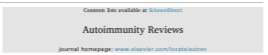 Contents lists available at ScienceDirect
Autoimmunity Reviews
journal homepage: www.elsevier.com/locate/autrev